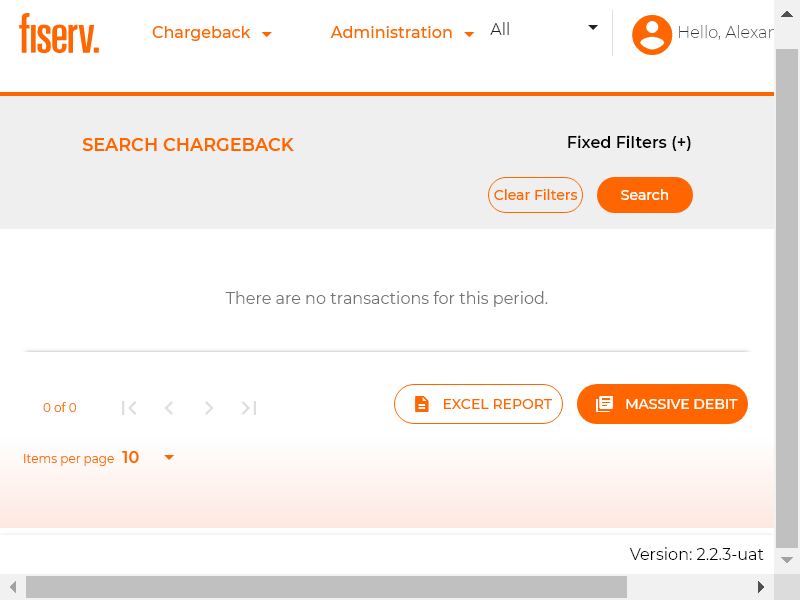 fiserv.
Chargeback
Administration
All
Hello, Alexar
SEARCH CHARGEBACK
Fixed Filters (+)
Clear Filters
Search
There are no transactions for this period.
0 of 0
EXCEL REPORT
MASSIVE DEBIT
Items per page 10
Version: 2.2.3-uat